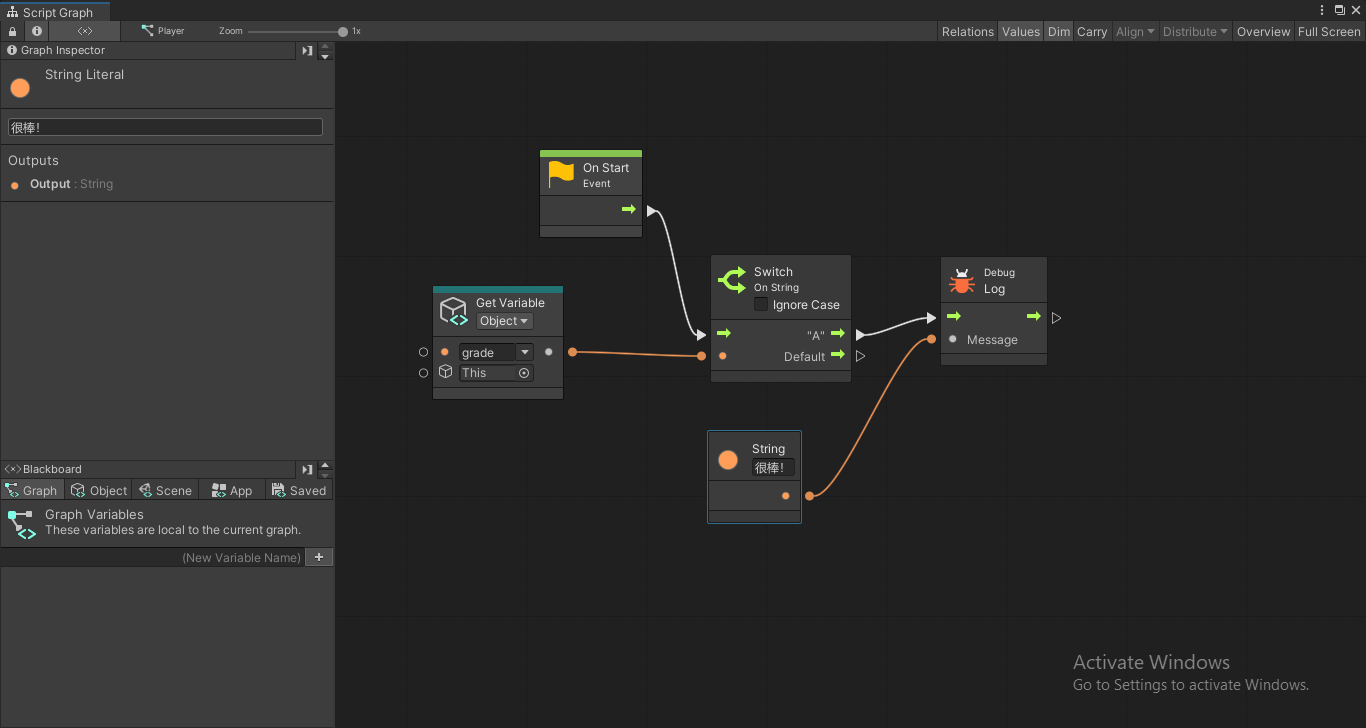 Script Graph
Player
Zoom
1x
Relations
Values
Dim
Carry
Align
Distribute
Overview
Full Screen
Graph Inspector
String Literal
很棒!
Outputs
Output : String
On Start
Event
Get Variable
Object
grade
This
Switch
On String
Ignore Case
"A"
Default
Debug
Log
Message
String
很棒!
Blackboard
Graph
Object
Scene
App
Saved
Graph Variables
These variables are local to the current graph.
(New Variable Name)
+
Activate Windows
Go to Settings to activate Windows.